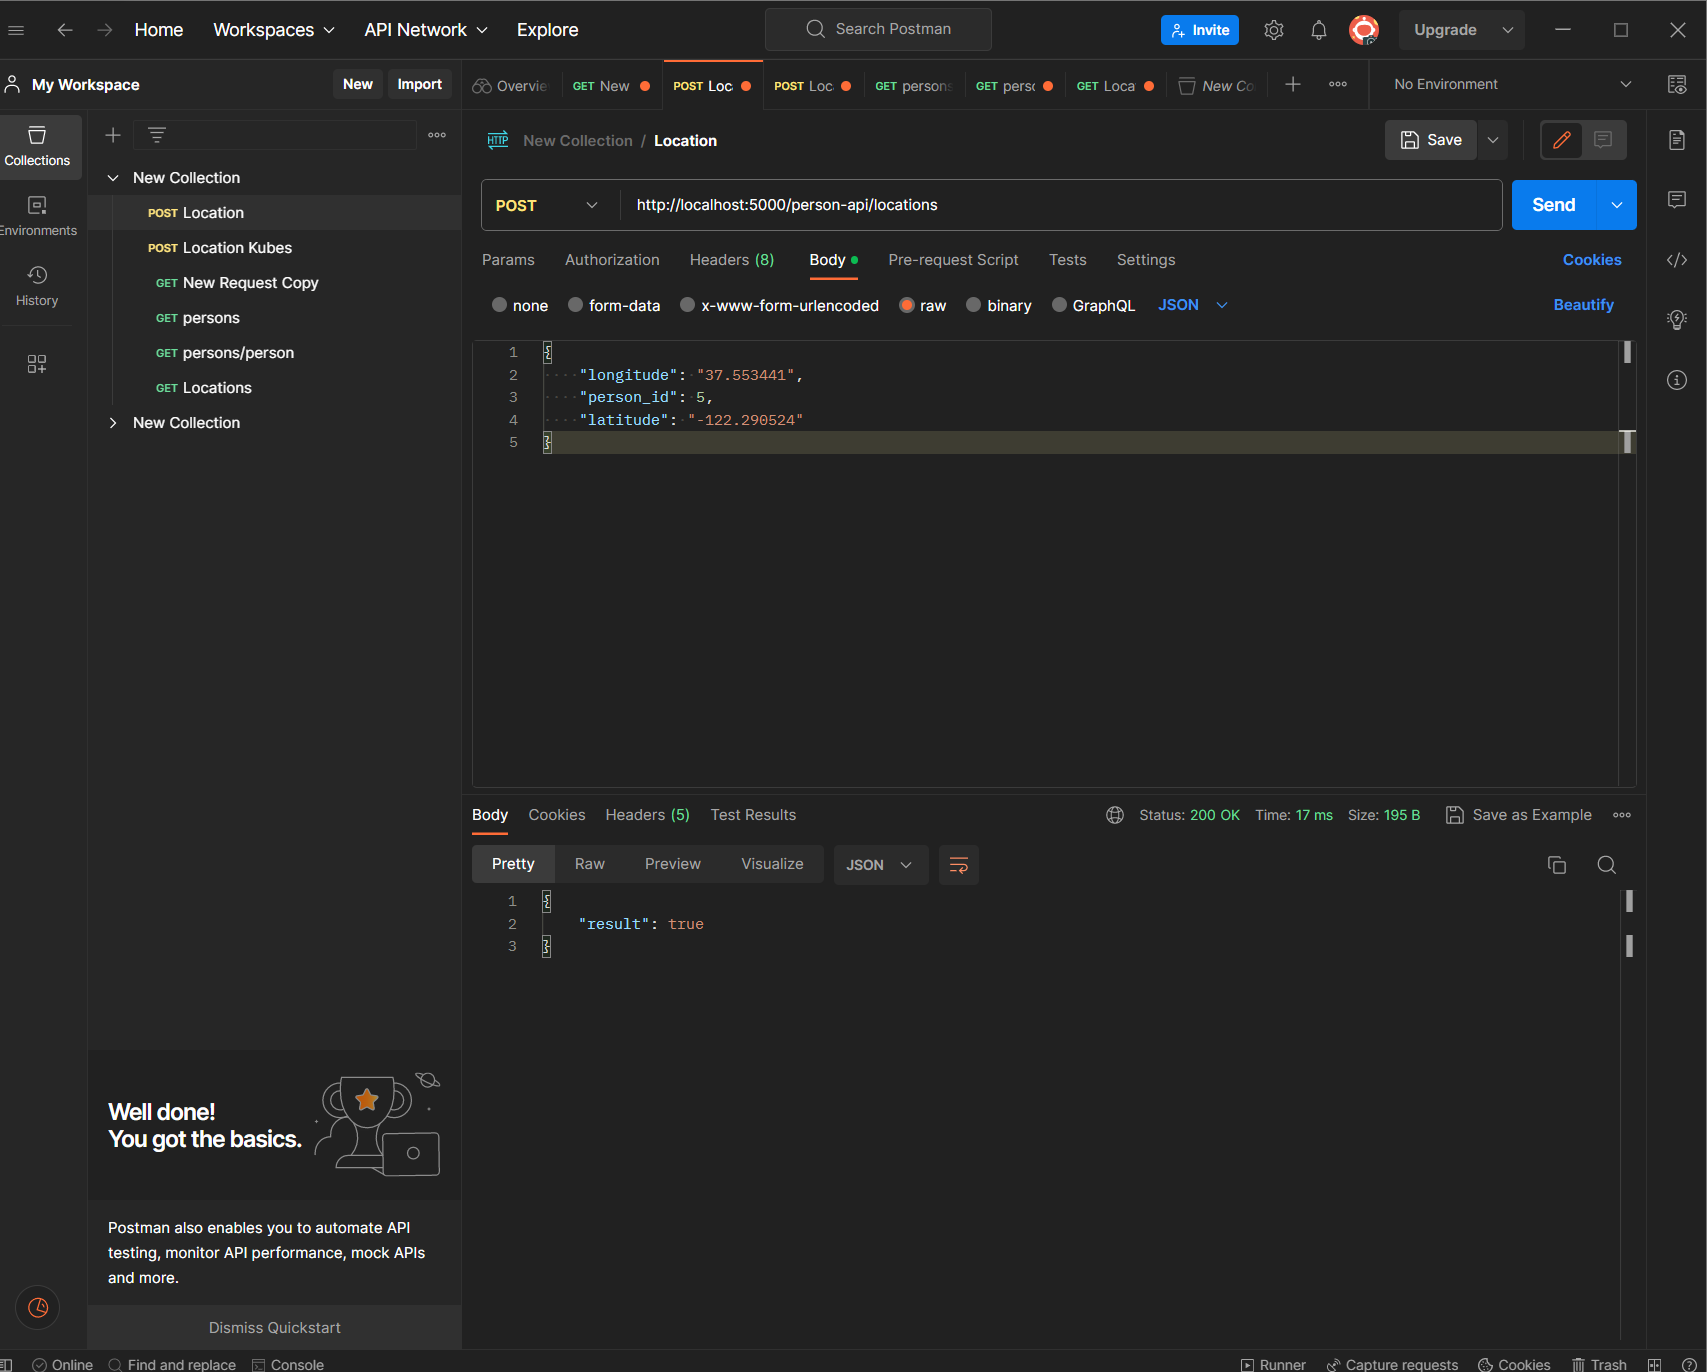 Home Workspaces API Network Explore Search Postman Invite Upgrade
My Workspace New Import Overvie GET New POST Loc POST Loc GET person GET perso GET Loca New Co No Environment
Collections
Environments
History
New Collection
POST Location
POST Location Kubes
GET New Request Copy
GET persons
GET persons/person
GET Locations
New Collection
Well done!
You got the basics.
Postman also enables you to automate API
testing, monitor API performance, mock APIs
and more.
Dismiss Quickstart
HTTP New Collection / Location Save
POST http://localhost:5000/person-api/locations Send
Params Authorization Headers (8) Body Pre-request Script Tests Settings Cookies
none form-data x-www-form-urlencoded raw binary GraphQL JSON Beautify
1 {
2 "longitude": "37.553441",
3 "person_id": 5,
4 "latitude": "-122.290524"
5 }
Body Cookies Headers (5) Test Results Status: 200 OK Time: 17 ms Size: 195 B Save as Example
Pretty Raw Preview Visualize JSON
1 {
2 "result": true
3 }
Online Find and replace Console Runner Capture requests Cookies Trash